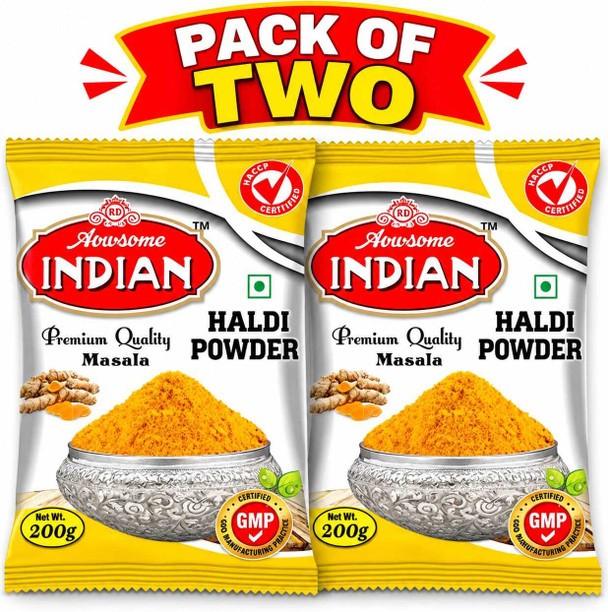 PACK OF
TWO
HACCP
CERTIFIED
RD
Aowsome
INDIAN
TM
Premium Quality
Masala
HALDI
POWDER
Net Wt.
200g
CERTIFIED
GMP
GOOD MANUFACTURING PRACTICE
HACCP
CERTIFIED
RD
Aowsome
INDIAN
TM
Premium Quality
Masala
HALDI
POWDER
Net Wt.
200g
CERTIFIED
GMP
GOOD MANUFACTURING PRACTICE